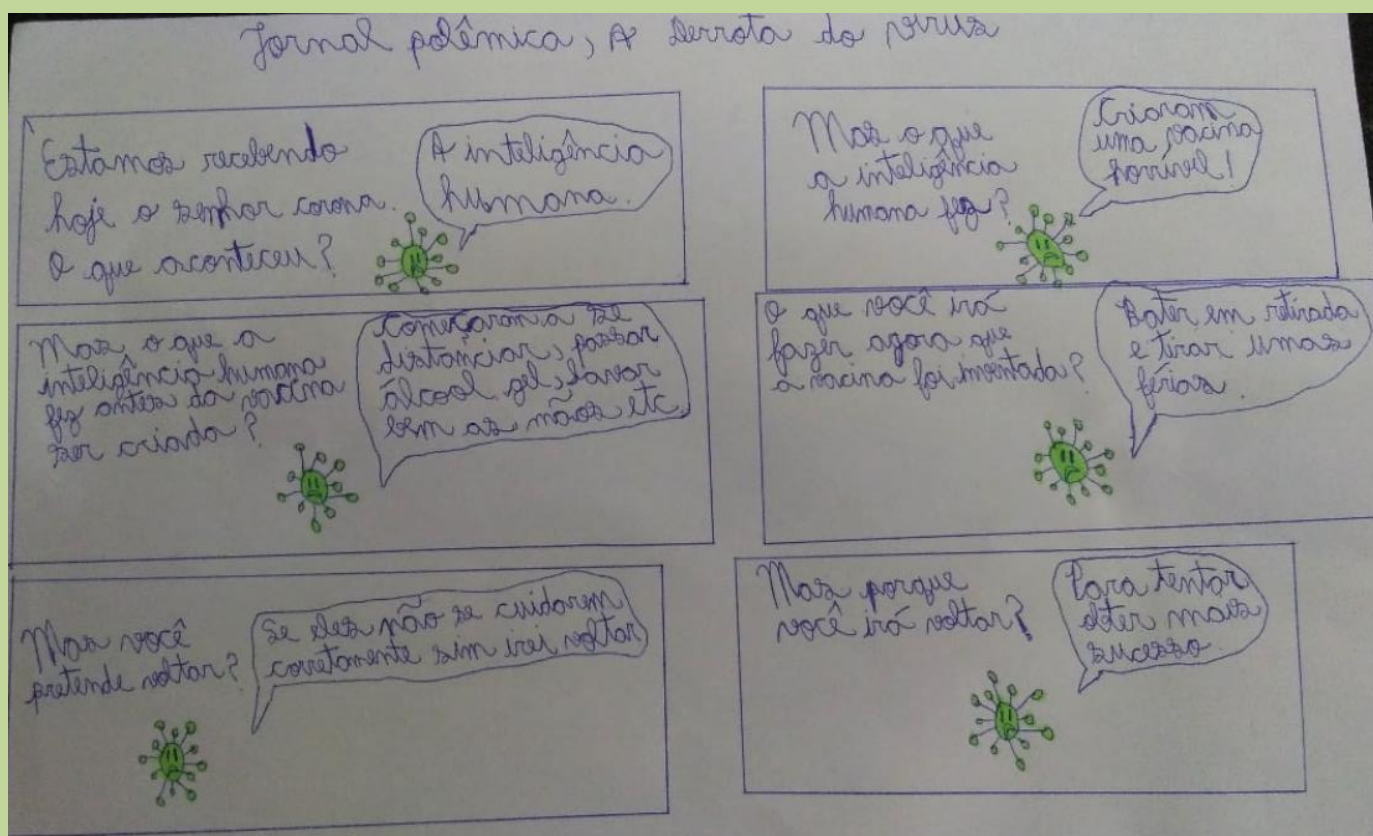 Jornal polêmica, A derrota do vírus
Estamos recebendo
hoje o senhor corona.
O que aconteceu?
A inteligência
humana.
Mas o que
a inteligência
humana fez?
Criaram
uma vacina
horrível!
Mas o que a
inteligência humana
fez antes da vacina
ser criada?
Começaram a se
distanciar, passar
álcool gel, lavar
bem as mãos etc.
O que você irá
fazer agora que
a vacina foi inventada?
Bater em retirada
e tirar umas
férias.
Mas você
pretende voltar?
Se eles não se cuidarem
corretamente sim irei voltar
Mas porque
você irá voltar?
Para tentar
obter mais
sucesso.